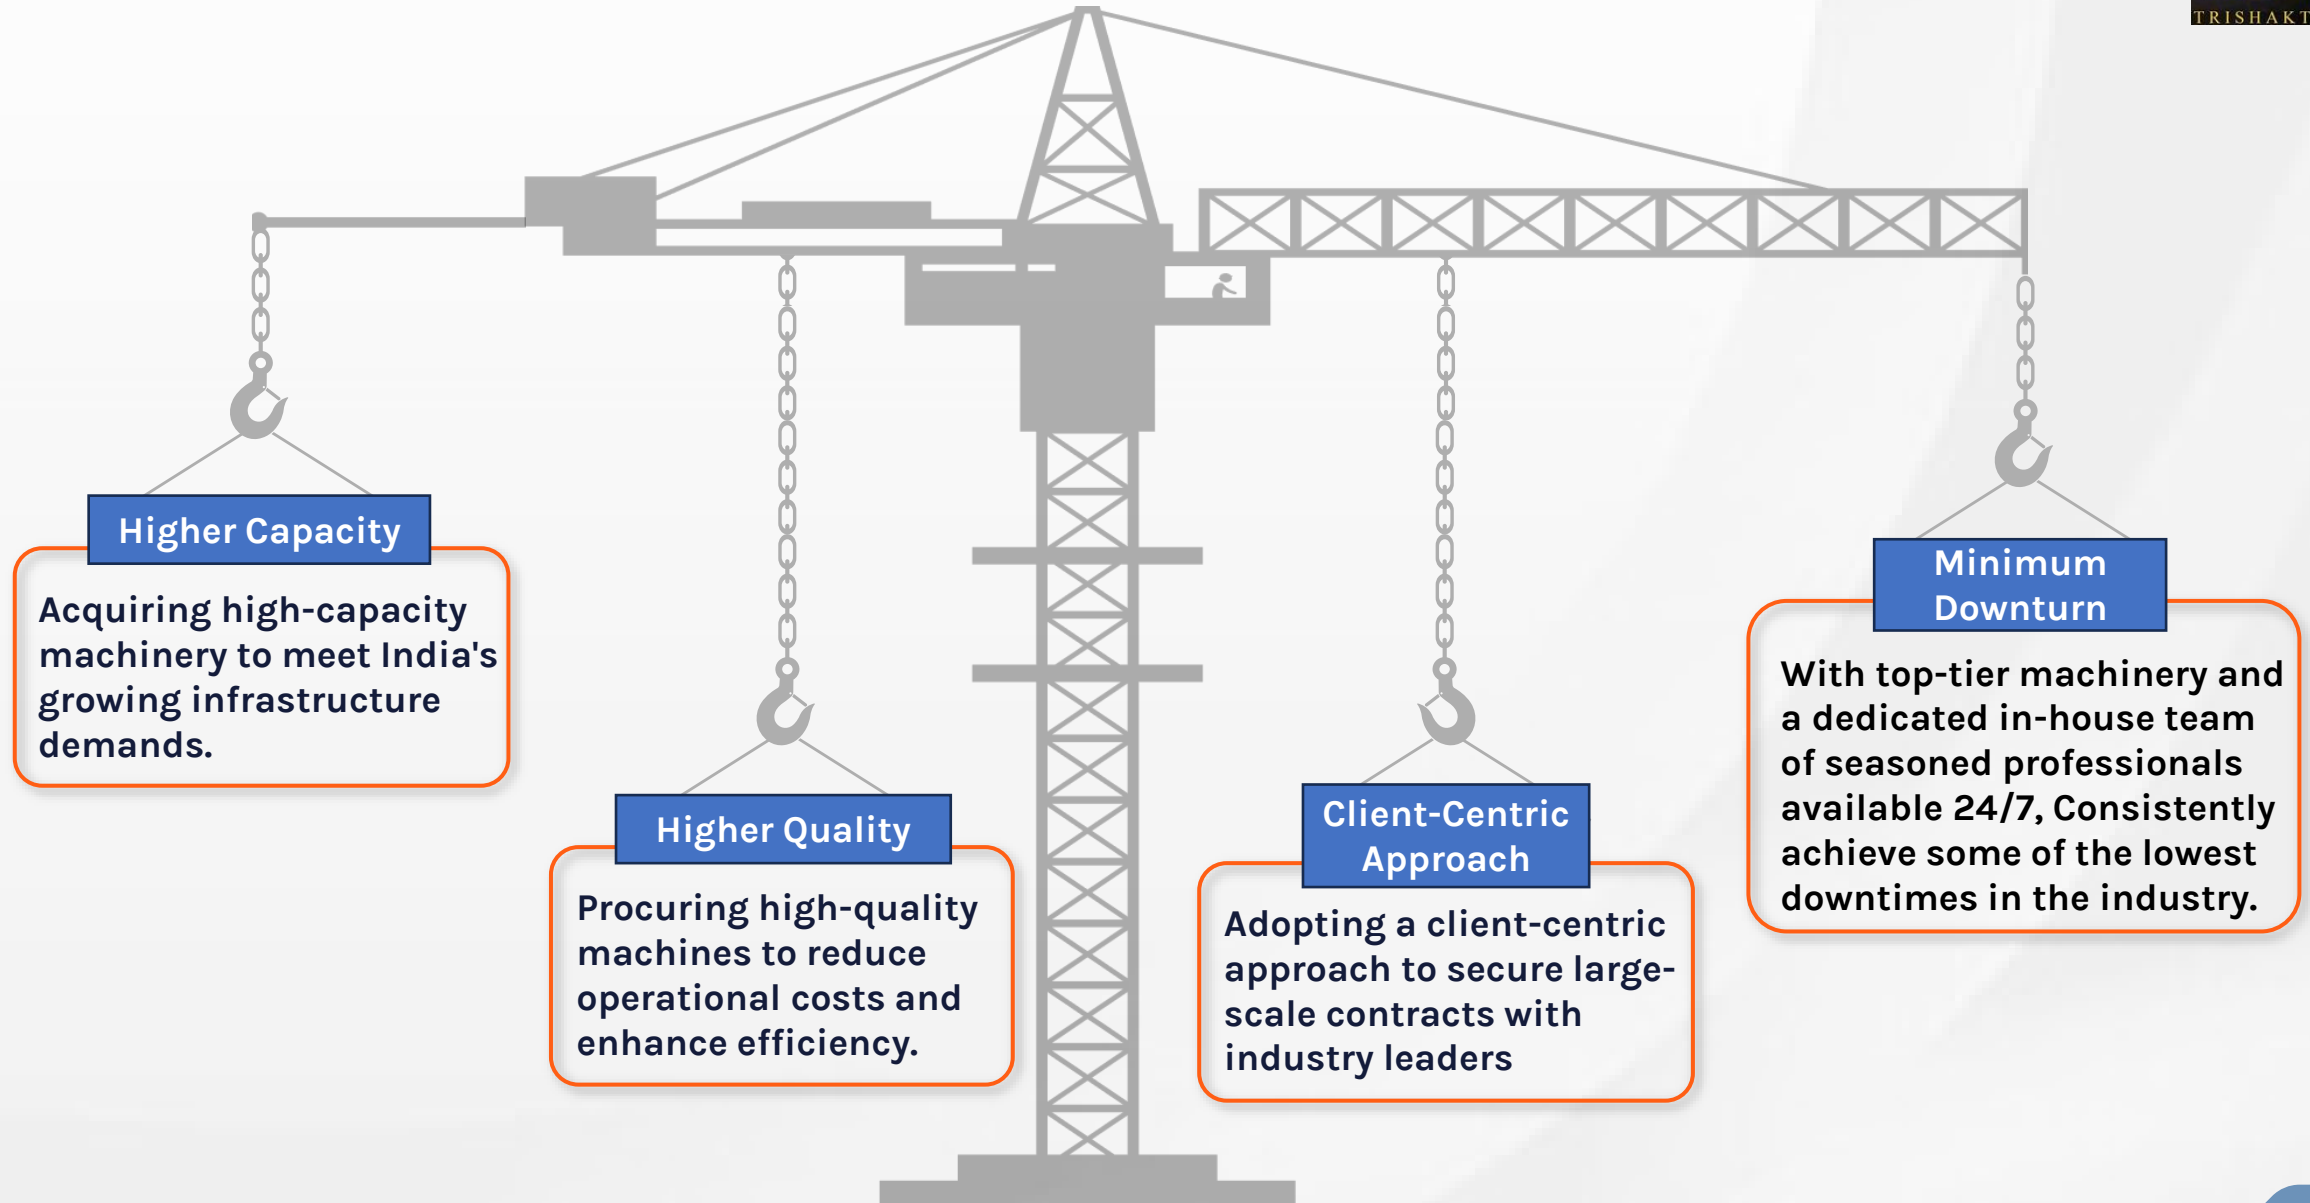 TRISHAKT
Higher Capacity
Acquiring high-capacity
machinery to meet India's
growing infrastructure
demands.
Higher Quality
Procuring high-quality
machines to reduce
operational costs and
enhance efficiency.
Client-Centric
Approach
Adopting a client-centric
approach to secure large-
scale contracts with
industry leaders
Minimum
Downturn
With top-tier machinery and
a dedicated in-house team
of seasoned professionals
available 24/7, Consistently
achieve some of the lowest
downtimes in the industry.